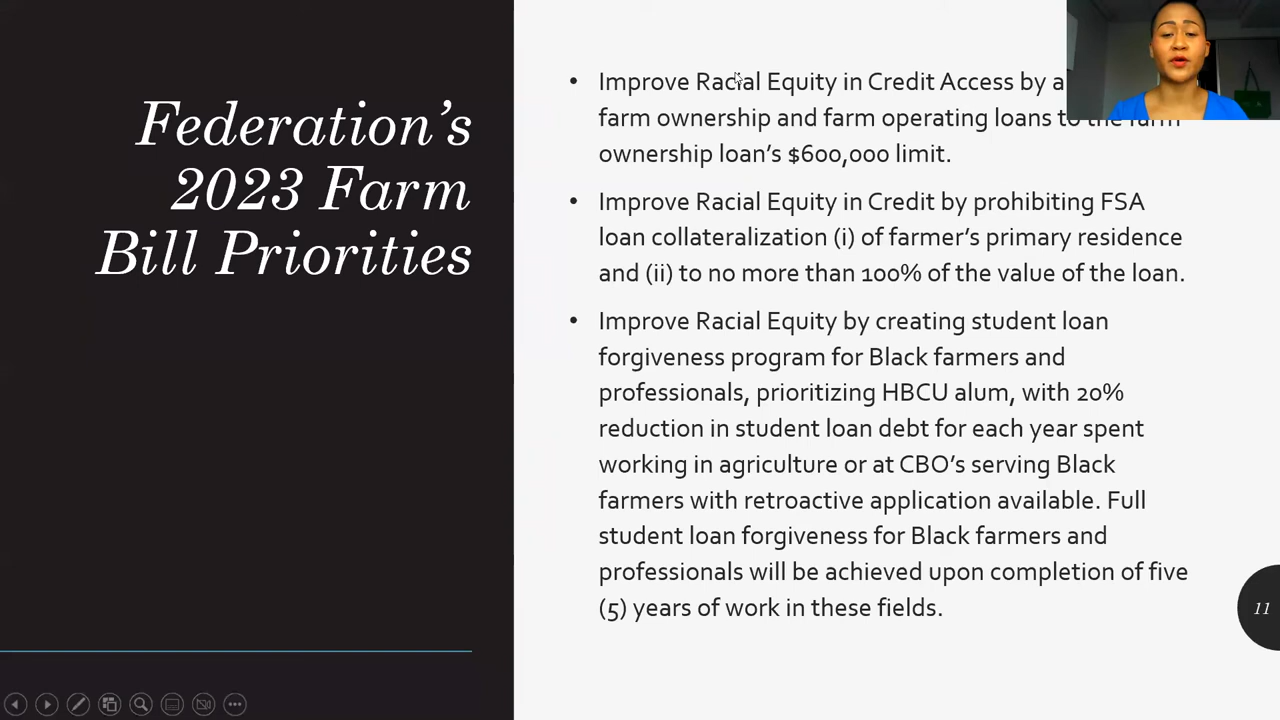 Federation’s
2023 Farm
Bill Priorities
• Improve Racial Equity in Credit Access by a
farm ownership and farm operating loans to the farm
ownership loan’s $600,000 limit.
• Improve Racial Equity in Credit by prohibiting FSA
loan collateralization (i) of farmer’s primary residence
and (ii) to no more than 100% of the value of the loan.
• Improve Racial Equity by creating student loan
forgiveness program for Black farmers and
professionals, prioritizing HBCU alum, with 20%
reduction in student loan debt for each year spent
working in agriculture or at CBO’s serving Black
farmers with retroactive application available. Full
student loan forgiveness for Black farmers and
professionals will be achieved upon completion of five
(5) years of work in these fields.
11